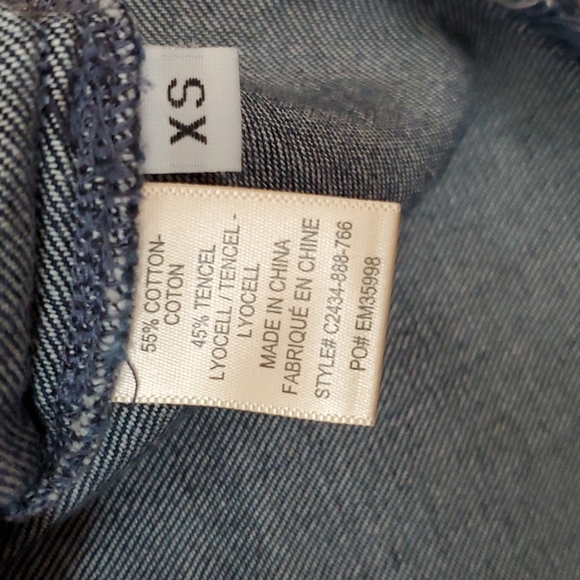 XS
55% COTTON-
COTON
45% TENCEL
LYOCELL / TENCEL -
LYOCELL
MADE IN CHINA
FABRIQUÉ EN CHINE
STYLE# C2434-888-766
PO# EM35998